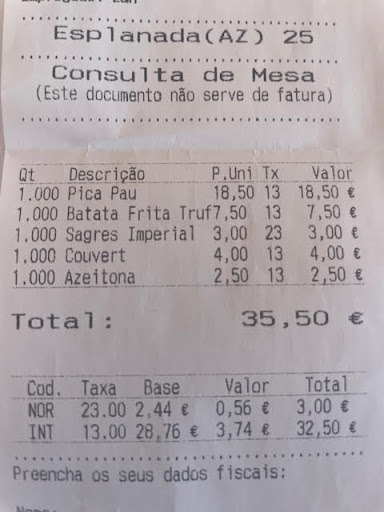 Esplanada(AZ) 25
Consulta de Mesa
(Este documento não serve de fatura)
Qt Descrição P.Uni Tx Valor
1.000 Pica Pau 18,50 13 18,50 €
1.000 Batata Frita Truf7,50 13 7,50 €
1.000 Sagres Imperial 3,00 23 3,00 €
1.000 Couvert 4,00 13 4,00 €
1.000 Azeitona 2,50 13 2,50 €
Total: 35,50 €
Cod. Taxa Base Valor Total
NOR 23.00 2,44 € 0,56 € 3,00 €
INT 13.00 28,76 € 3,74 € 32,50 €
Preencha os seus dados fiscais: